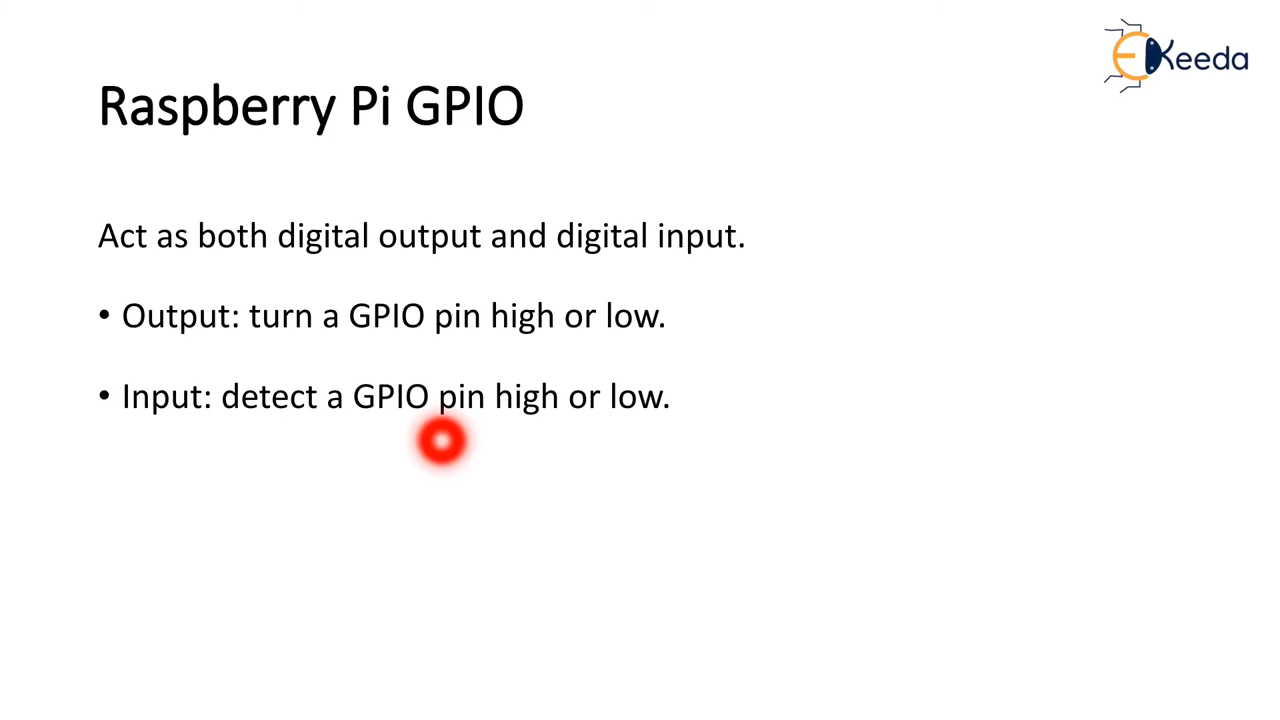 EKeeda
Raspberry Pi GPIO
Act as both digital output and digital input.
• Output: turn a GPIO pin high or low.
• Input: detect a GPIO pin high or low.